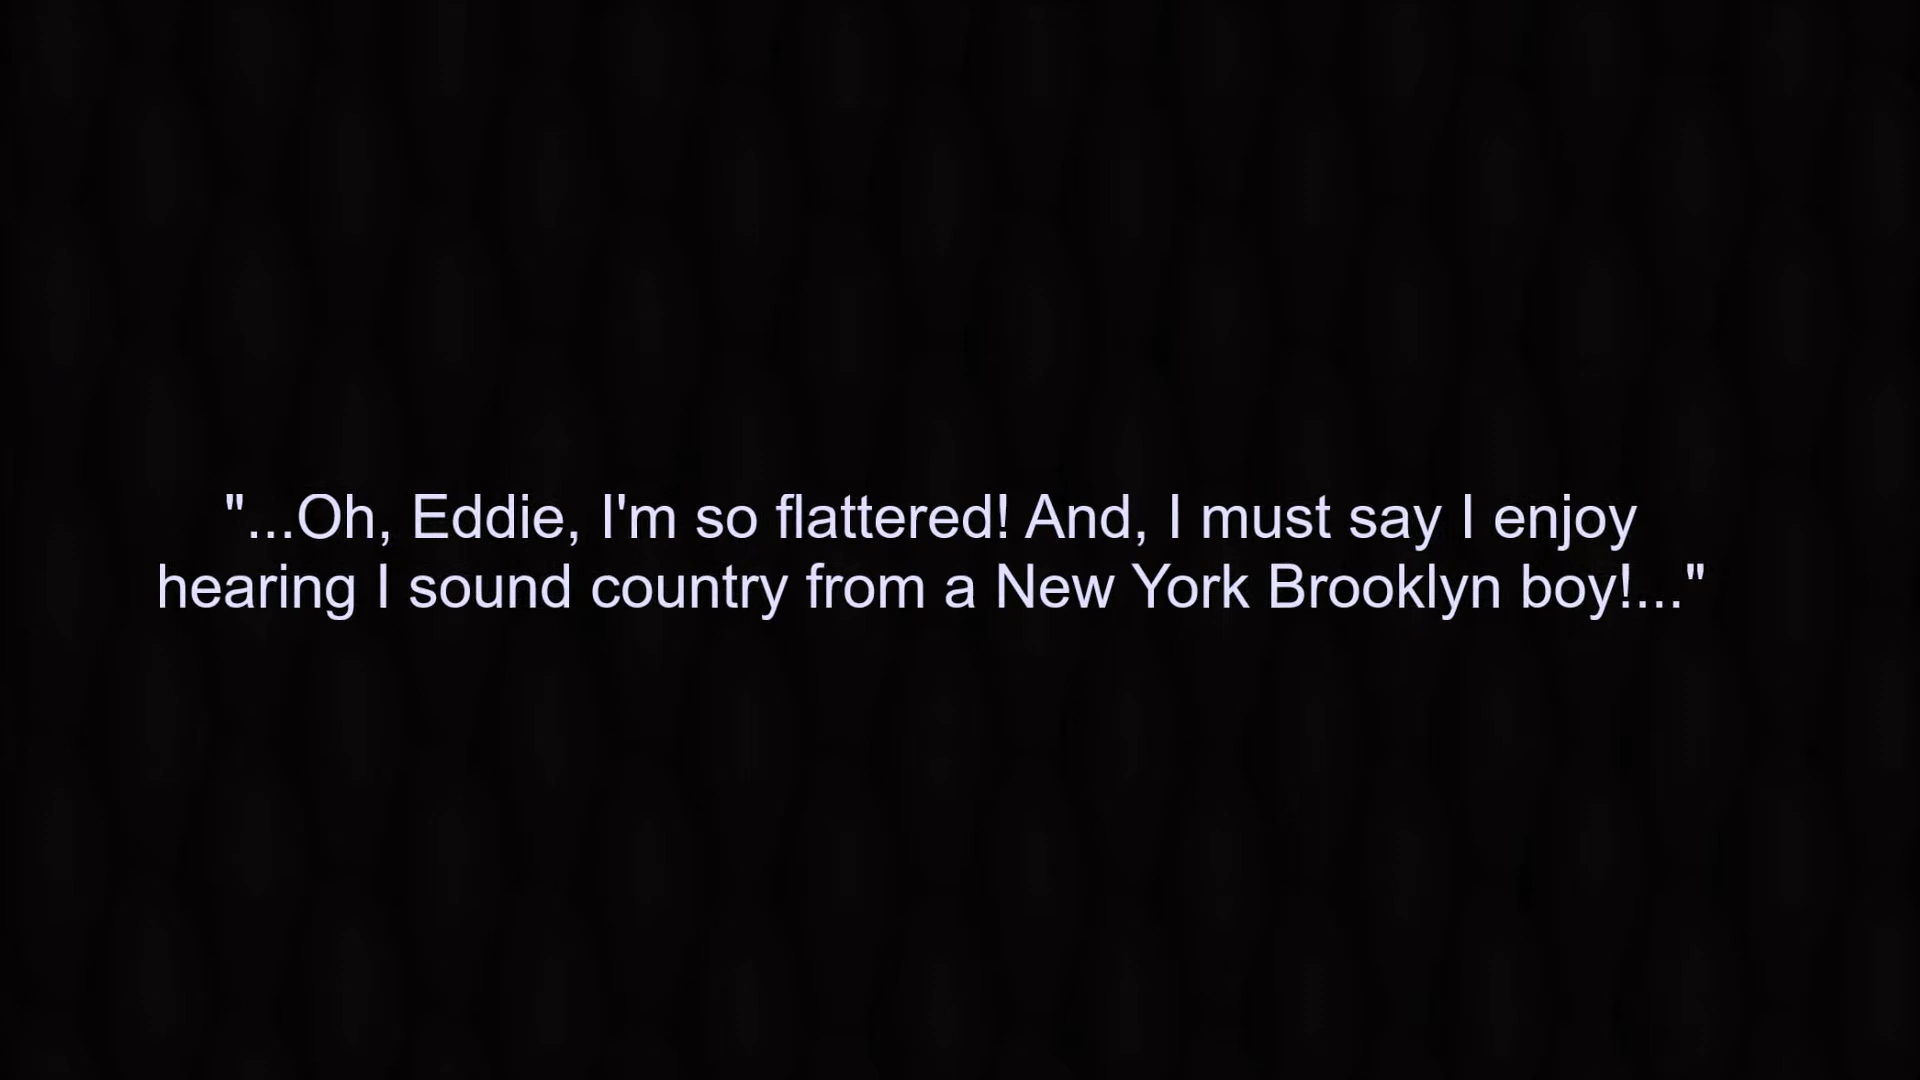 "...Oh, Eddie, I'm so flattered! And, I must say I enjoy
hearing I sound country from a New York Brooklyn boy!..."